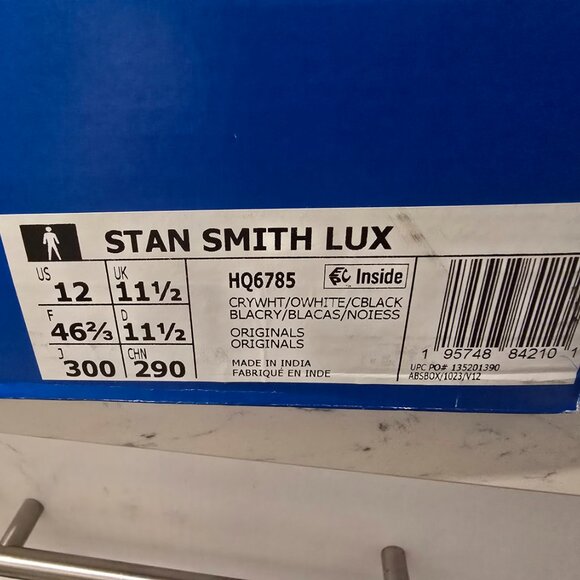 STAN SMITH LUX
US UK
12 11½
F D
46⅔ 11½
J CHN
300 290
HQ6785 Inside
CRYWHT/OWHITE/CBLACK
BLACRY/BLACAS/NOIESS
ORIGINALS
ORIGINALS
MADE IN INDIA
FABRIQUÉ EN INDE
1 95748 84210 1
UPC PO# 135201390
ABSBOX/1023/V12